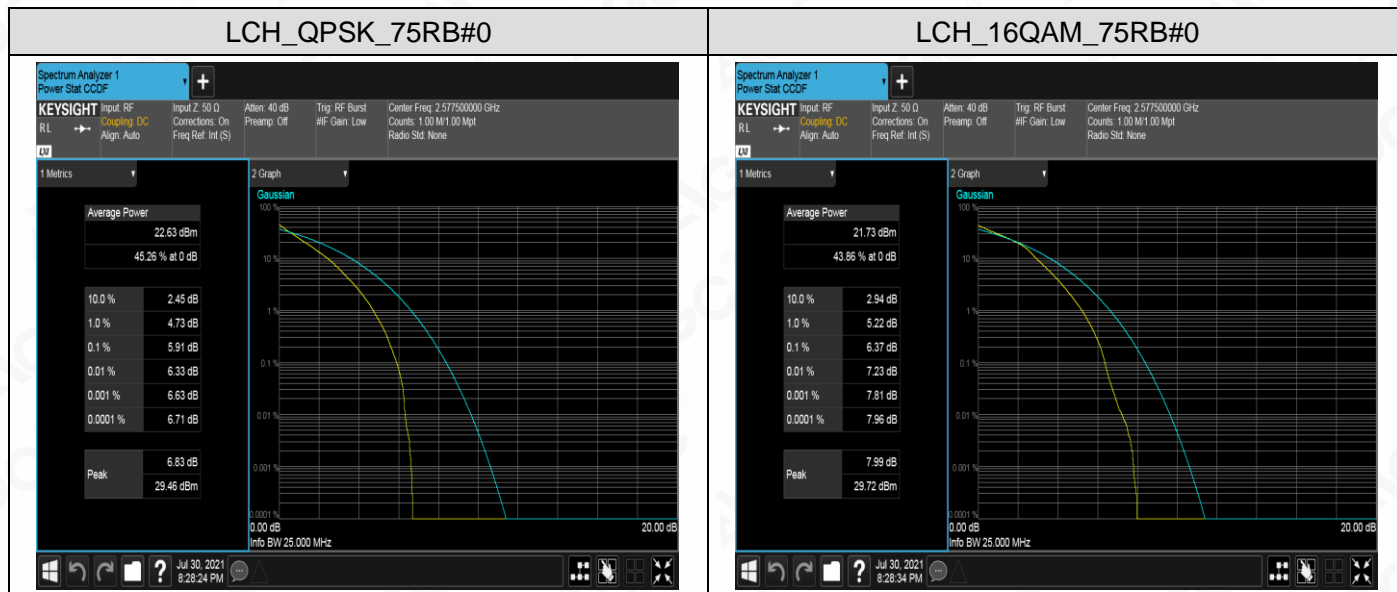 LCH_QPSK_75RB#0
LCH_16QAM_75RB#0
Spectrum Analyzer 1
Power Stat CCDF
+
KEYSIGHT
RL
LXI
Input: RF
Coupling: DC
Align: Auto
Input Z: 50 Ω
Corrections: On
Freq Ref: Int (S)
Atten: 40 dB
Preamp: Off
Trig: RF Burst
#IF Gain: Low
Center Freq: 2.577500000 GHz
Counts: 1.00 M/1.00 Mpt
Radio Std: None
1 Metrics
Average Power
22.63 dBm
45.26 % at 0 dB
10.0 % 2.45 dB
1.0 % 4.73 dB
0.1 % 5.91 dB
0.01 % 6.33 dB
0.001 % 6.63 dB
0.0001 % 6.71 dB
Peak
6.83 dB
29.46 dBm
2 Graph
Gaussian
100 %
10 %
1 %
0.1 %
0.01 %
0.001 %
0.0001 %
0.00 dB 20.00 dB
Info BW 25.000 MHz
?
Jul 30, 2021
8:28:24 PM
Spectrum Analyzer 1
Power Stat CCDF
+
KEYSIGHT
RL
LXI
Input: RF
Coupling: DC
Align: Auto
Input Z: 50 Ω
Corrections: On
Freq Ref: Int (S)
Atten: 40 dB
Preamp: Off
Trig: RF Burst
#IF Gain: Low
Center Freq: 2.577500000 GHz
Counts: 1.00 M/1.00 Mpt
Radio Std: None
1 Metrics
Average Power
21.73 dBm
43.86 % at 0 dB
10.0 % 2.94 dB
1.0 % 5.22 dB
0.1 % 6.37 dB
0.01 % 7.23 dB
0.001 % 7.81 dB
0.0001 % 7.96 dB
Peak
7.99 dB
29.72 dBm
2 Graph
Gaussian
100 %
10 %
1 %
0.1 %
0.01 %
0.001 %
0.0001 %
0.00 dB 20.00 dB
Info BW 25.000 MHz
?
Jul 30, 2021
8:28:34 PM